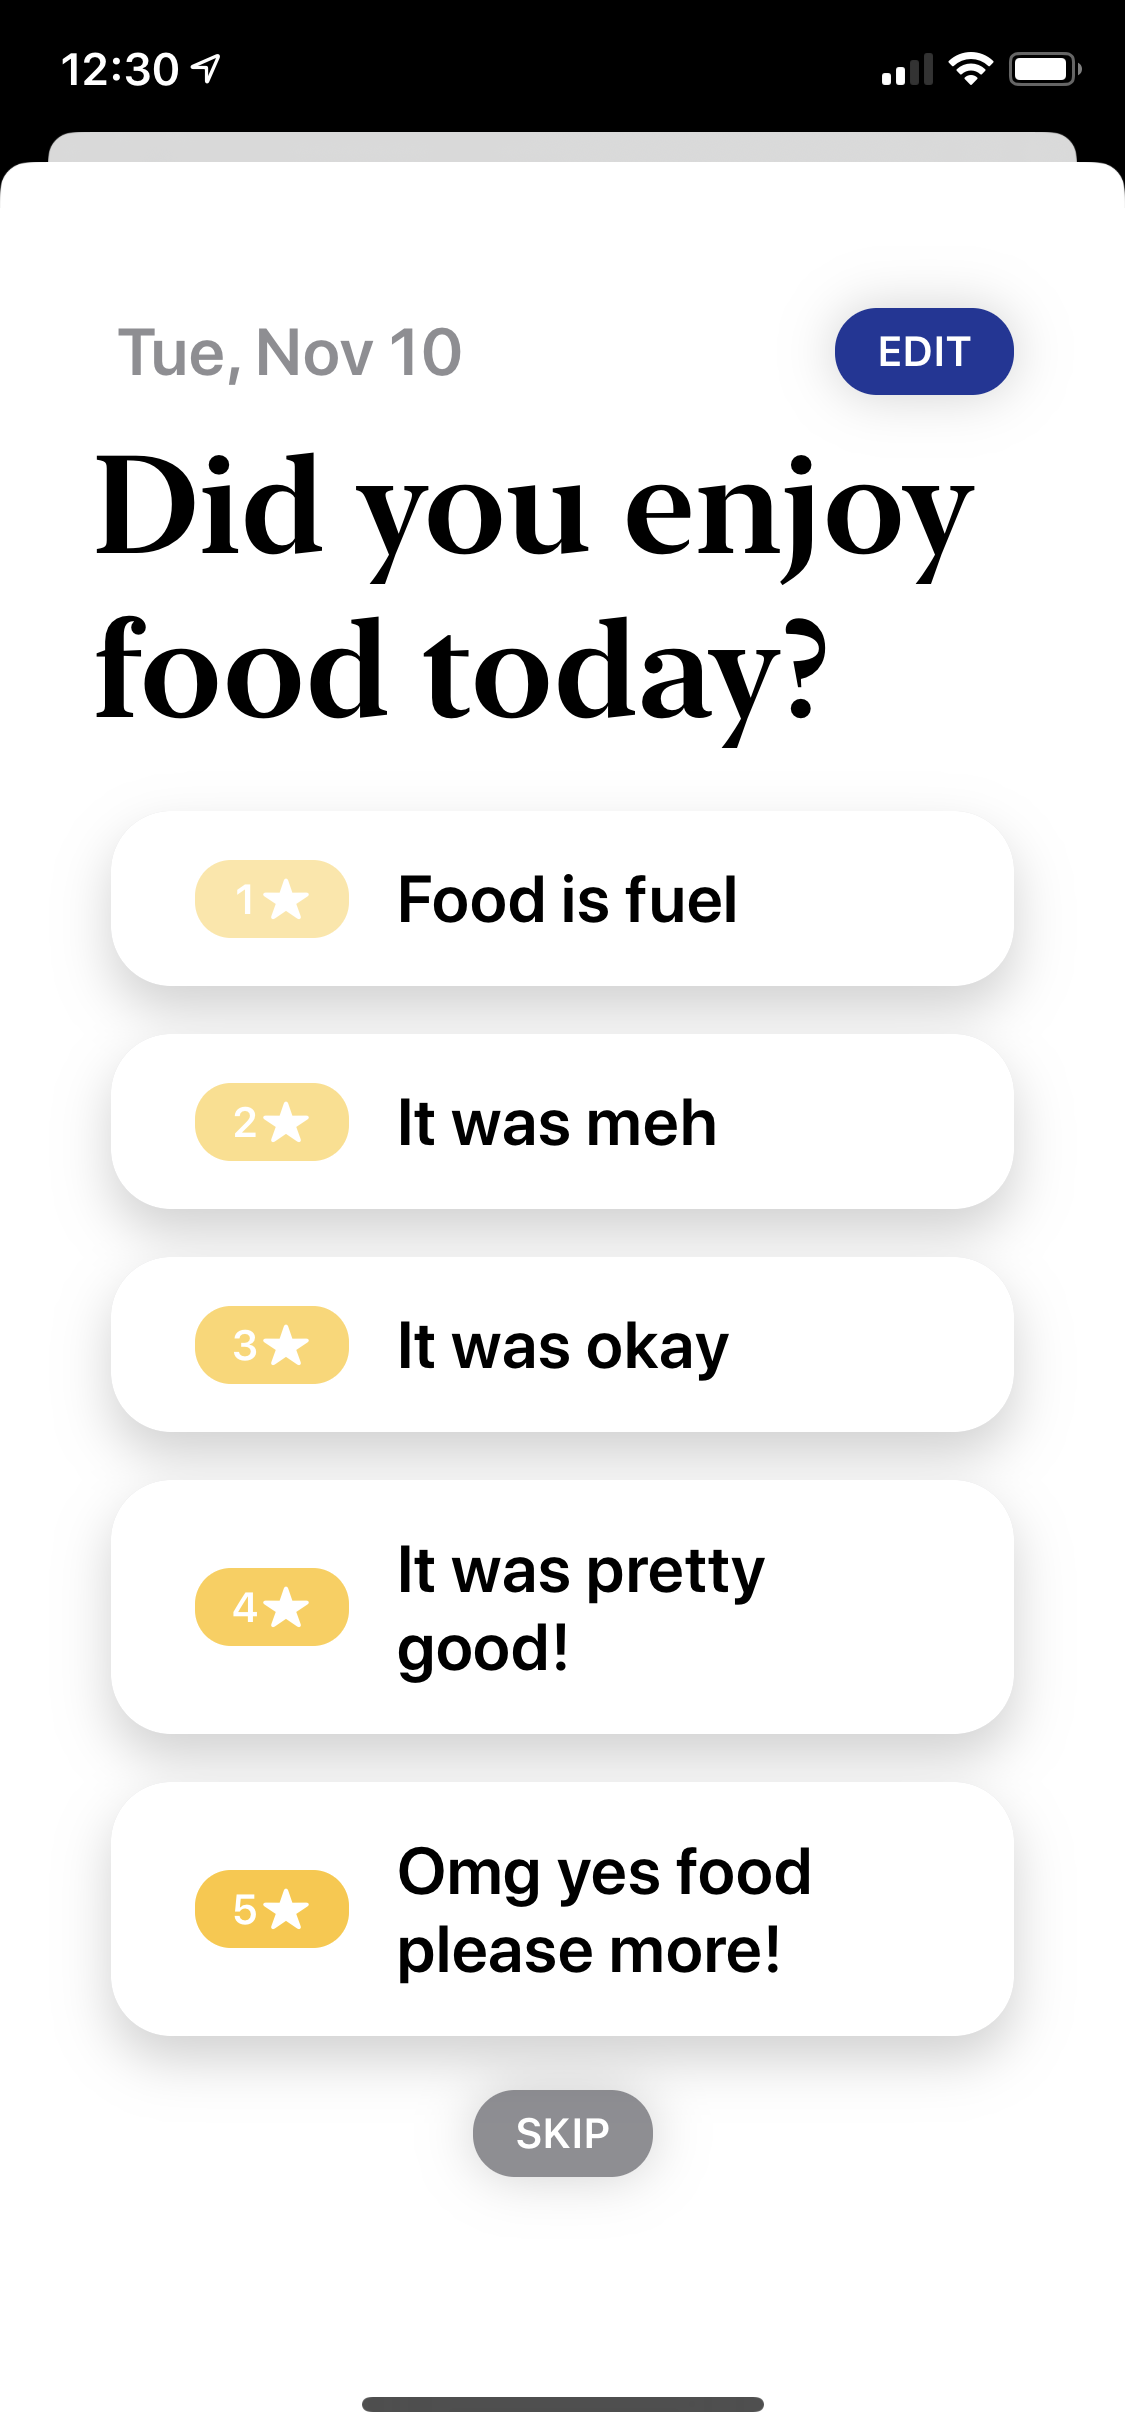 12:30
Tue, Nov 10
EDIT
Did you enjoy
food today?
1★ Food is fuel
2★ It was meh
3★ It was okay
4★ It was pretty
good!
5★ Omg yes food
please more!
SKIP